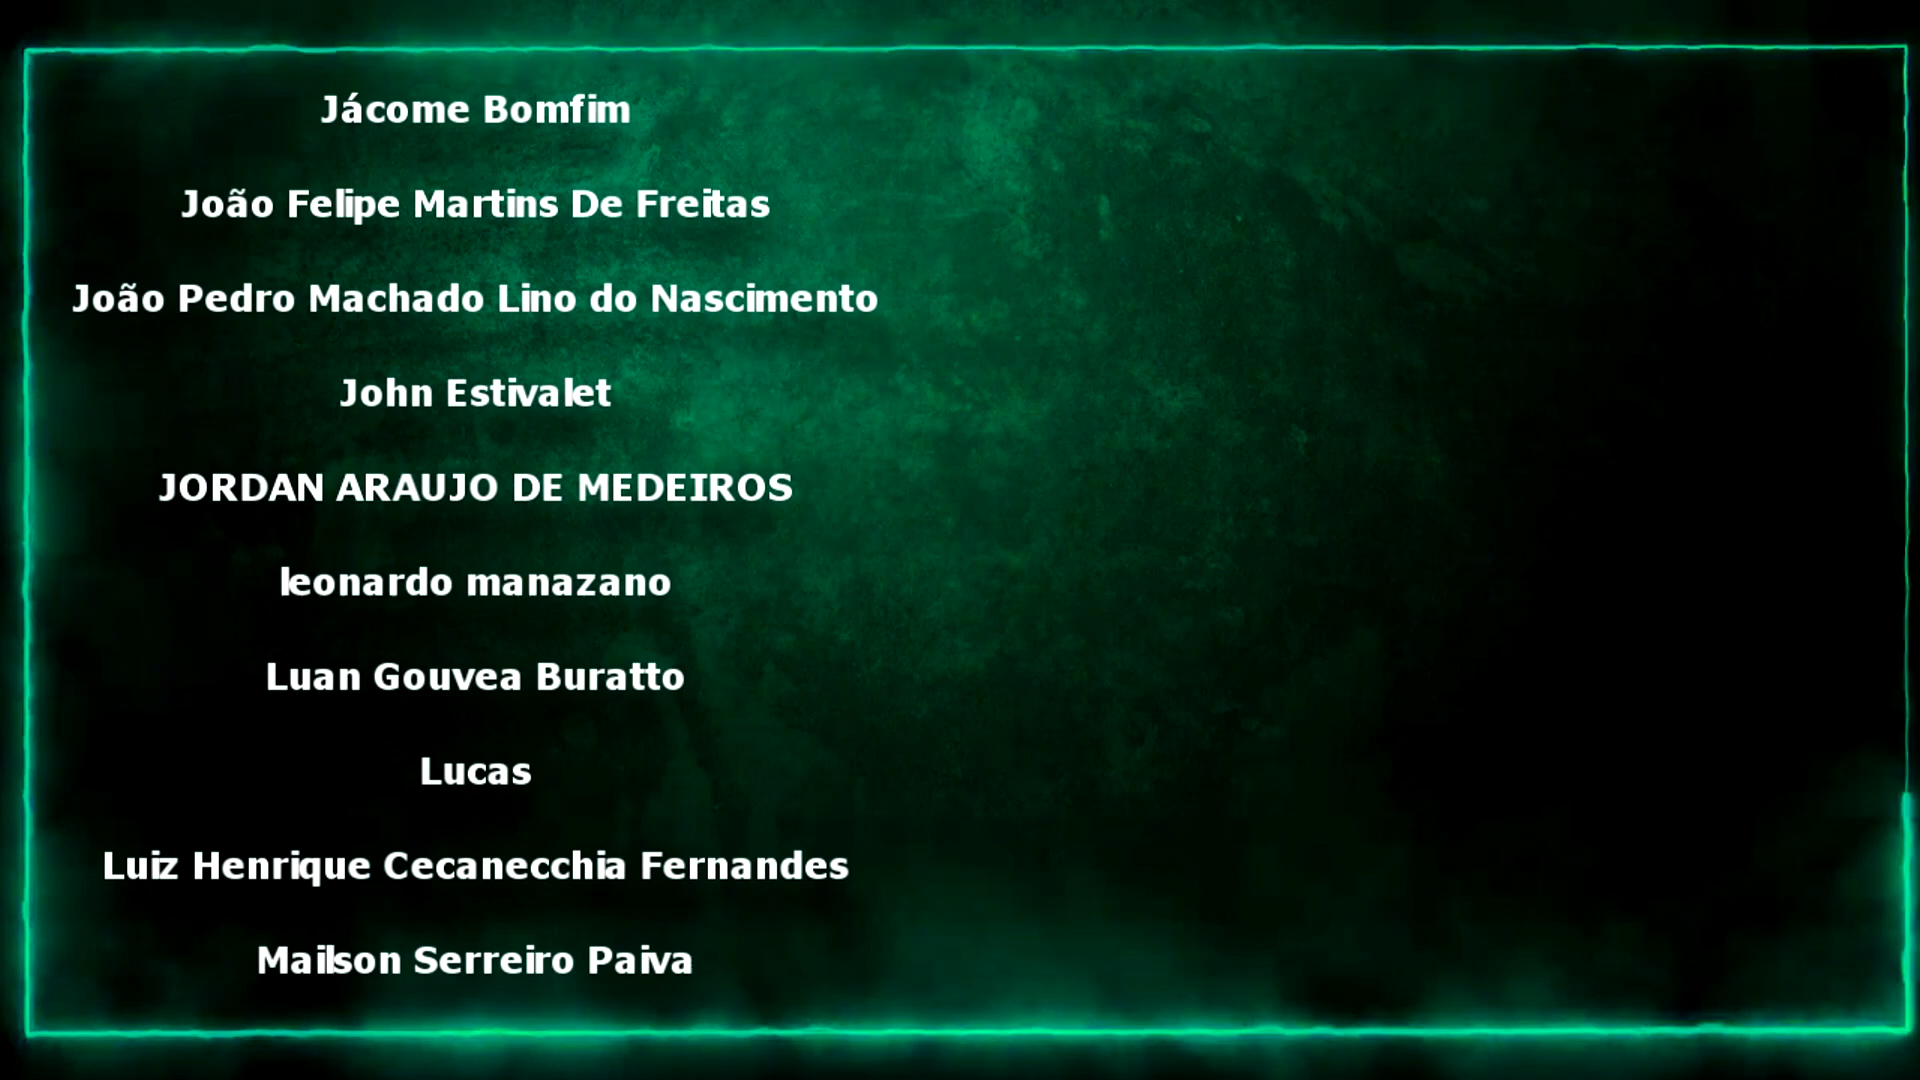 Jácome Bomfim
João Felipe Martins De Freitas
João Pedro Machado Lino do Nascimento
John Estivalet
JORDAN ARAUJO DE MEDEIROS
leonardo manazano
Luan Gouvea Buratto
Lucas
Luiz Henrique Cecanecchia Fernandes
Mailson Serreiro Paiva